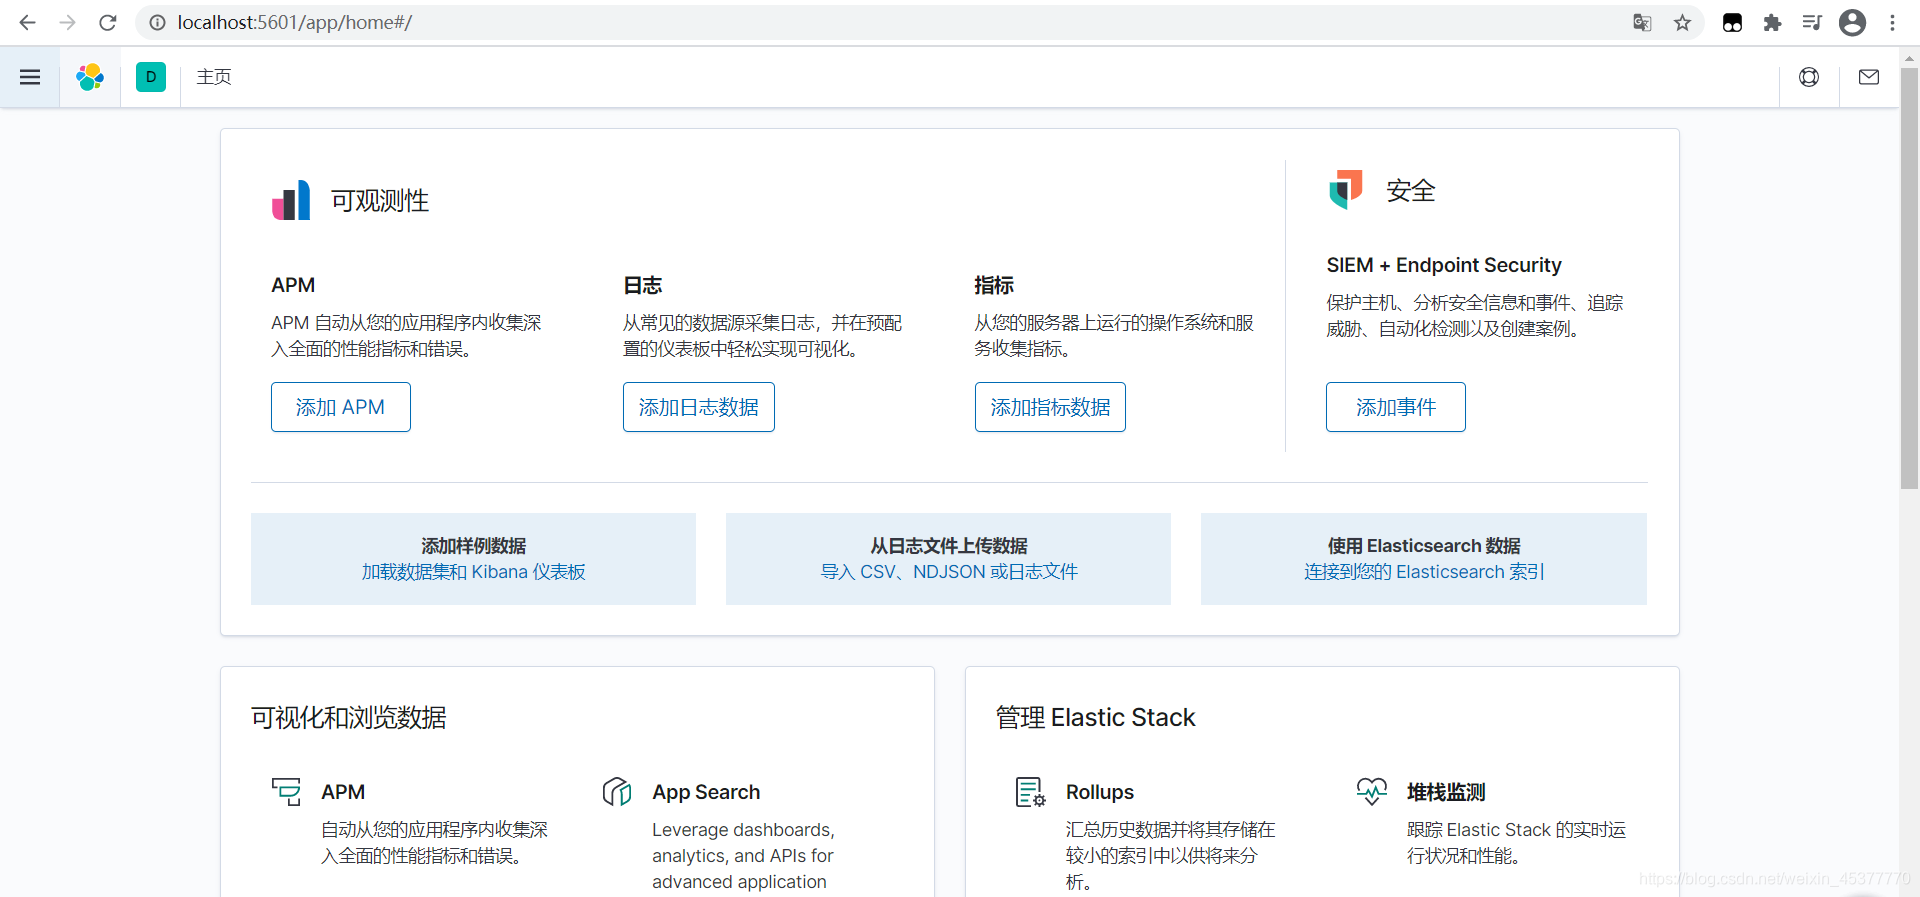 localhost:5601/app/home#/
D
主页
可观测性
安全
APM
APM 自动从您的应用程序内收集深
入全面的性能指标和错误。
添加 APM
日志
从常见的数据源采集日志，并在预配
置的仪表板中轻松实现可视化。
添加日志数据
指标
从您的服务器上运行的操作系统和服
务收集指标。
添加指标数据
SIEM + Endpoint Security
保护主机、分析安全信息和事件、追踪
威胁、自动化检测以及创建案例。
添加事件
添加样例数据
加载数据集和 Kibana 仪表板
从日志文件上传数据
导入 CSV、NDJSON 或日志文件
使用 Elasticsearch 数据
连接到您的 Elasticsearch 索引
可视化和浏览数据
APM
自动从您的应用程序内收集深
入全面的性能指标和错误。
App Search
Leverage dashboards,
analytics, and APIs for
advanced application
管理 Elastic Stack
Rollups
汇总历史数据并将其存储在
较小的索引中以供将来分
析。
堆栈监测
跟踪 Elastic Stack 的实时运
行状况和性能。
https://blog.csdn.net/weixin_45377770